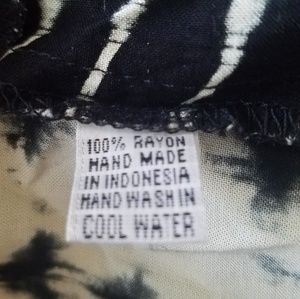 100% RAYON
HAND MADE
IN INDONESIA
HAND WASH IN
COOL WATER